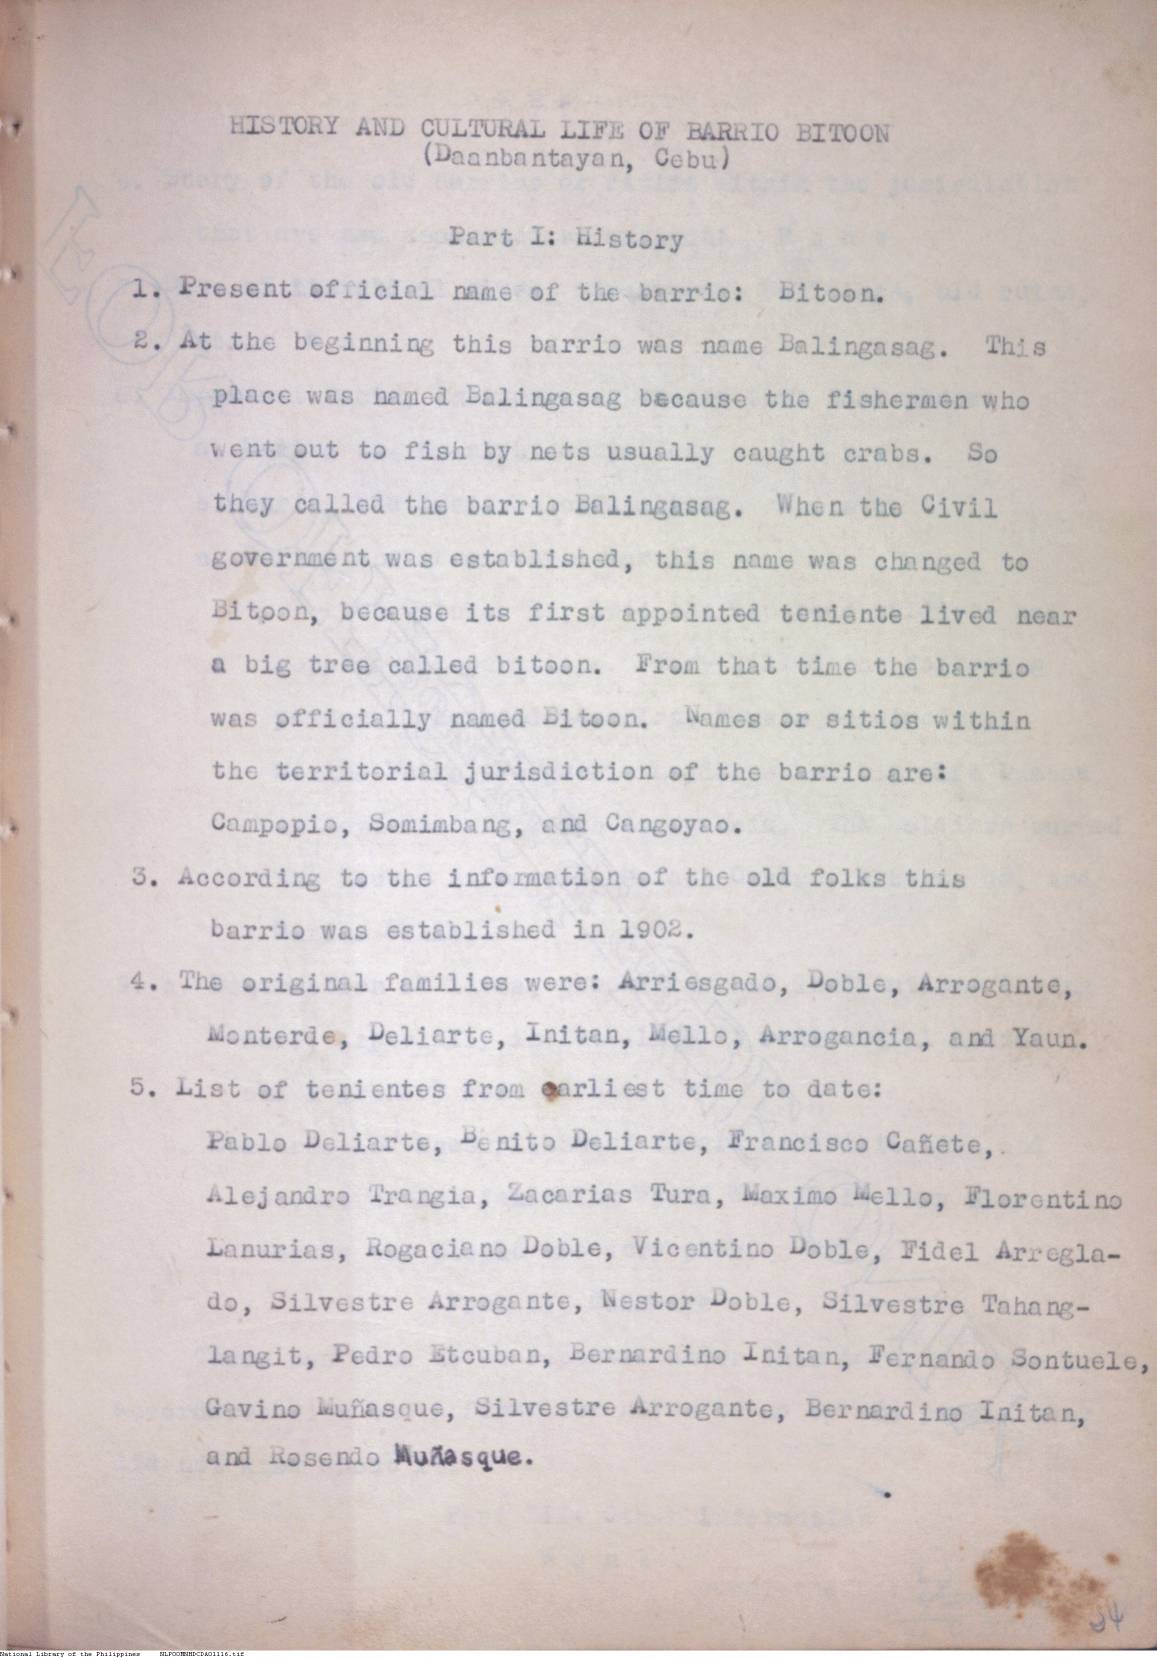 HISTORY AND CULTURAL LIFE OF BARRIO BITOON
(Daanbantayan, Cebu)
Part I: History
1. Present official name of the barrio: Bitoon.
2. At the beginning this barrio was name Balingasag. This
place was named Balingasag because the fishermen who
went out to fish by nets usually caught crabs. So
they called the barrio Balingasag. When the Civil
government was established, this name was changed to
Bitoon, because its first appointed teniente lived near
a big tree called bitoon. From that time the barrio
was officially named Bitoon. Names or sitios within
the territorial jurisdiction of the barrio are:
Campopio, Somimbang, and Cangoyao.
3. According to the information of the old folks this
barrio was established in 1902.
4. The original families were: Arriesgado, Doble, Arrogante,
Monterde, Deliarte, Initan, Mello, Arrogancia, and Yaun.
5. List of tenientes from earliest time to date:
Pablo Deliarte, Benito Deliarte, Francisco Cañete,
Alejandro Trangia, Zacarias Tura, Maximo Mello, Florentino
Lanurias, Rogaciano Doble, Vicentino Doble, Fidel Arregla-
do, Silvestre Arrogante, Nestor Doble, Silvestre Tahang-
langit, Pedro Etcuban, Bernardino Initan, Fernando Sontuele,
Gavino Muñasque, Silvestre Arrogante, Bernardino Initan,
and Rosendo Muñasque.
34
National Library of the Philippines